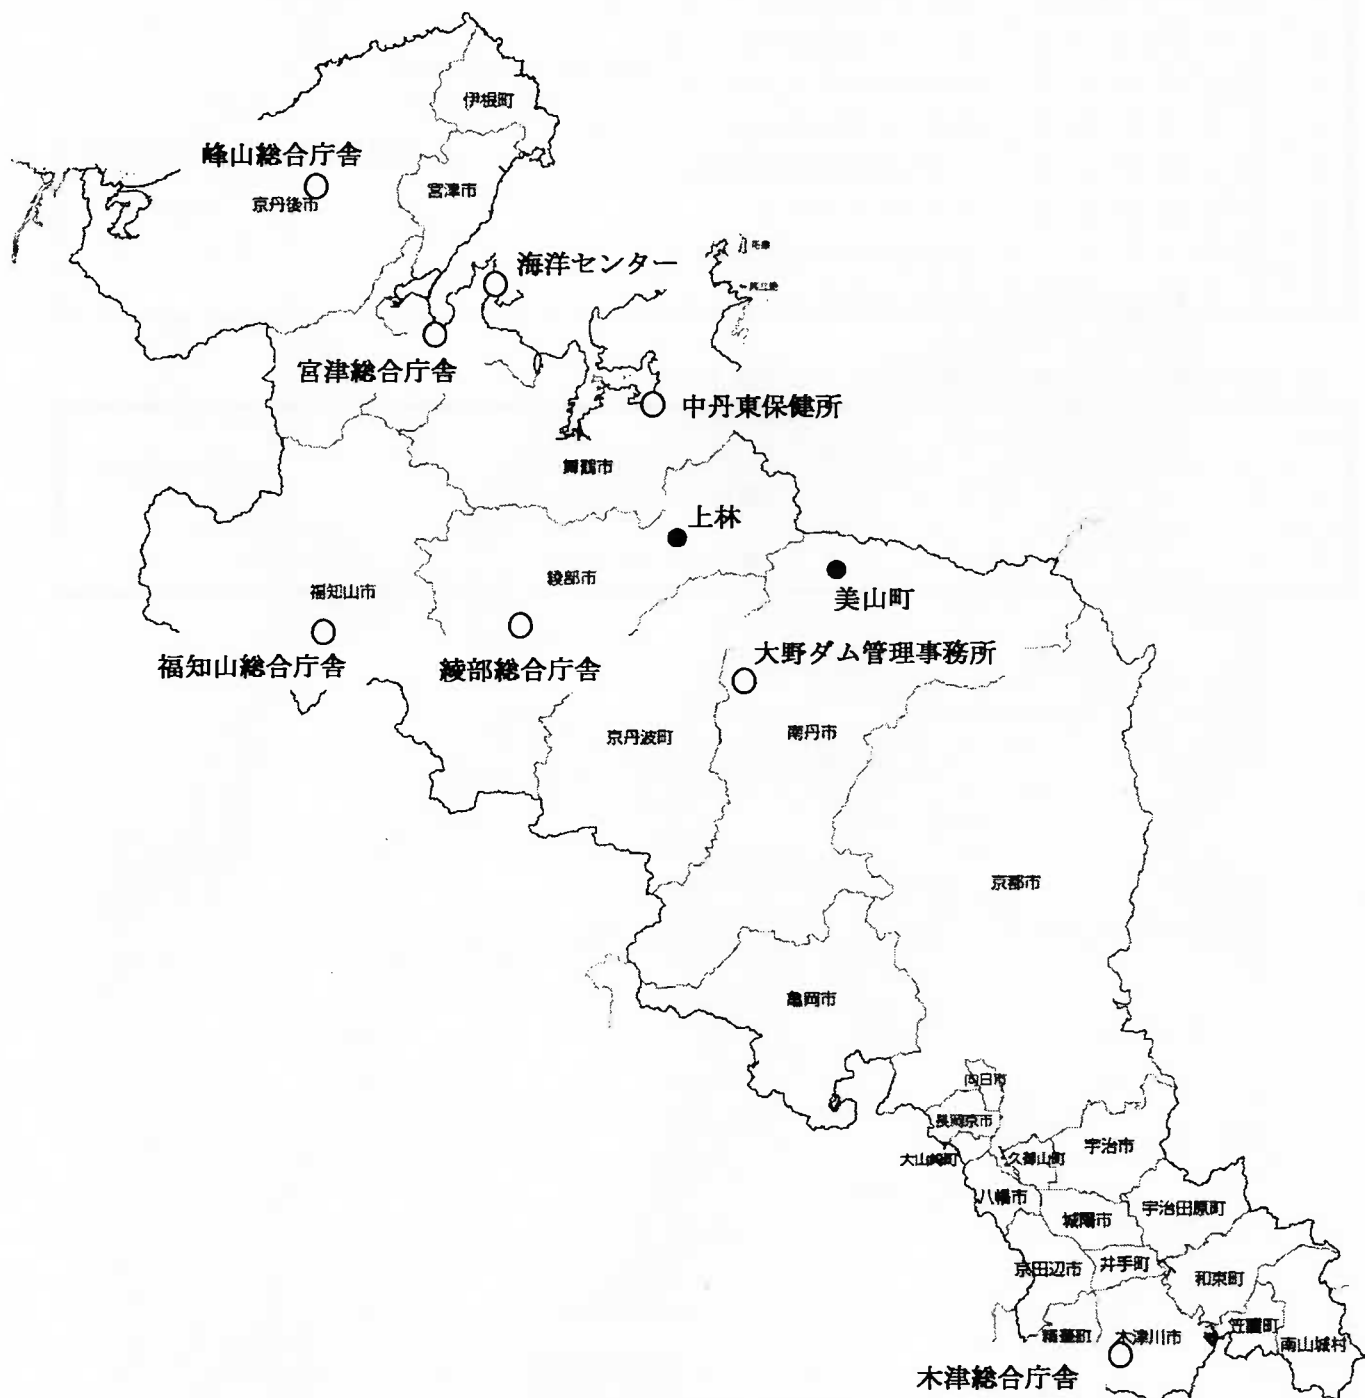 伊根町
峰山総合庁舎
宮津市
京丹後市
海洋センター
宮津総合庁舎
中丹東保健所
舞鶴市
上林
綾部市
福知山市
美山町
大野ダム管理事務所
福知山総合庁舎
綾部総合庁舎
南丹市
京丹波町
京都市
亀岡市
向日市
長岡京市
宇治市
大山崎町
久御山町
八幡市
宇治田原町
城陽市
井手町
京田辺市
和束町
笠置町
精華町
木津川市
南山城村
木津総合庁舎